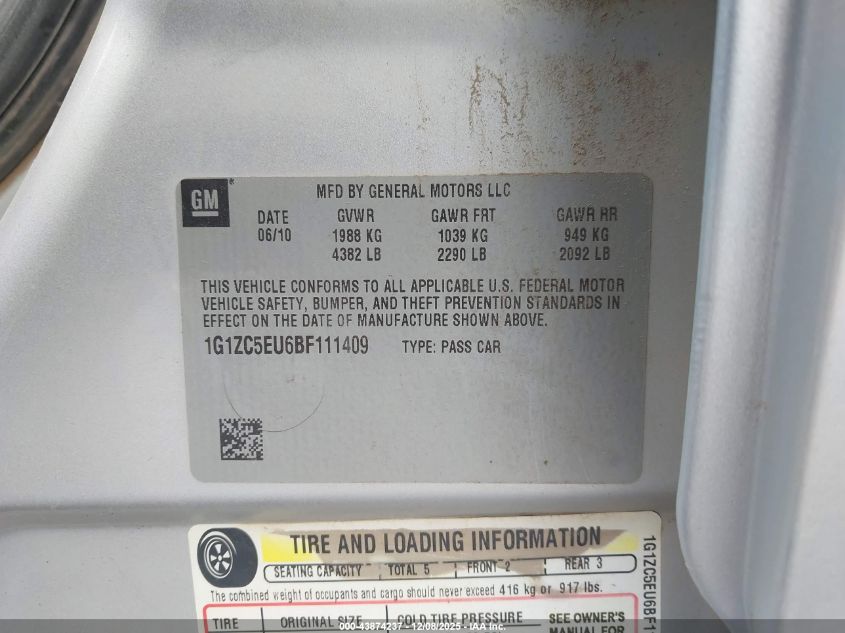 GM
MFD BY GENERAL MOTORS LLC
DATE GVWR GAWR FRT GAWR RR
06/10 1988 KG 1039 KG 949 KG
4382 LB 2290 LB 2092 LB
THIS VEHICLE CONFORMS TO ALL APPLICABLE U.S. FEDERAL MOTOR
VEHICLE SAFETY, BUMPER, AND THEFT PREVENTION STANDARDS IN
EFFECT ON THE DATE OF MANUFACTURE SHOWN ABOVE.
1G1ZC5EU6BF111409 TYPE: PASS CAR
TIRE AND LOADING INFORMATION
SEATING CAPACITY TOTAL 5 FRONT 2 REAR 3
The combined weight of occupants and cargo should never exceed 416 kg or 917 lbs.
TIRE ORIGINAL SIZE COLD TIRE PRESSURE SEE OWNER'S
MANUAL FOR
1G1ZC5EU6BF1
00-43874237-12/08/2025 - IAA